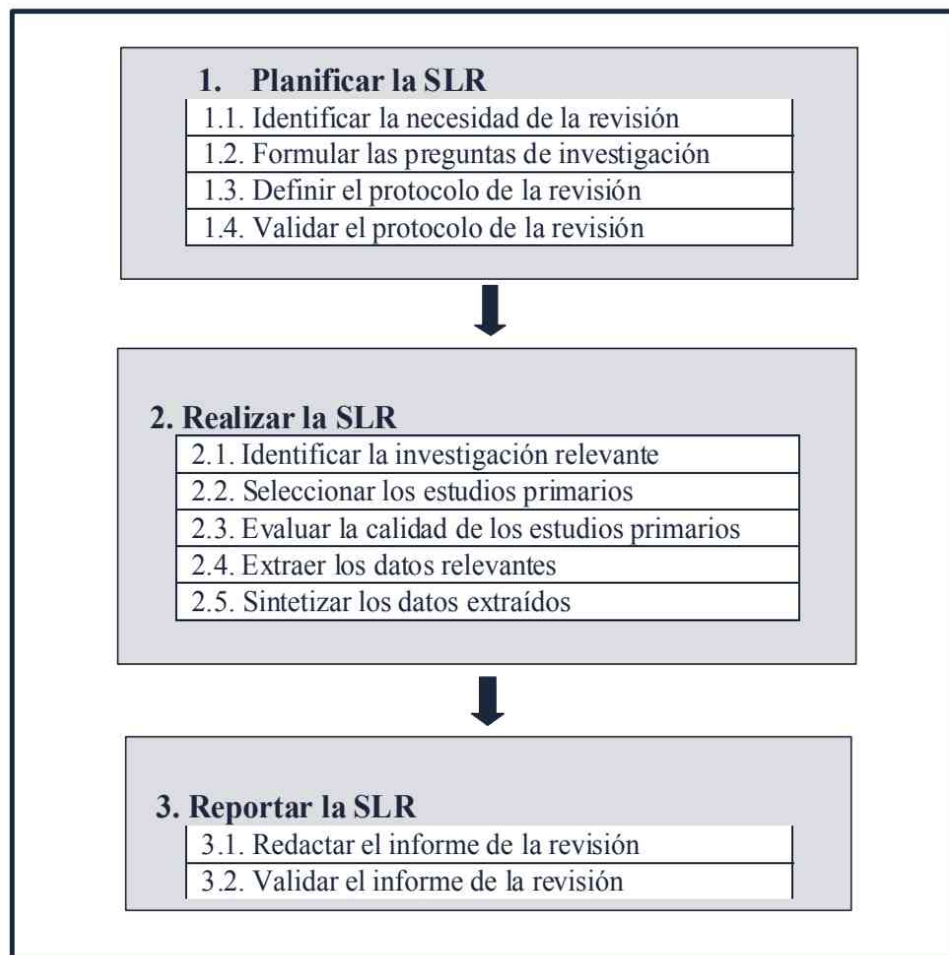 1. Planificar la SLR
1.1. Identificar la necesidad de la revisión
1.2. Formular las preguntas de investigación
1.3. Definir el protocolo de la revisión
1.4. Validar el protocolo de la revisión
2. Realizar la SLR
2.1. Identificar la investigación relevante
2.2. Seleccionar los estudios primarios
2.3. Evaluar la calidad de los estudios primarios
2.4. Extraer los datos relevantes
2.5. Sintetizar los datos extraídos
3. Reportar la SLR
3.1. Redactar el informe de la revisión
3.2. Validar el informe de la revisión